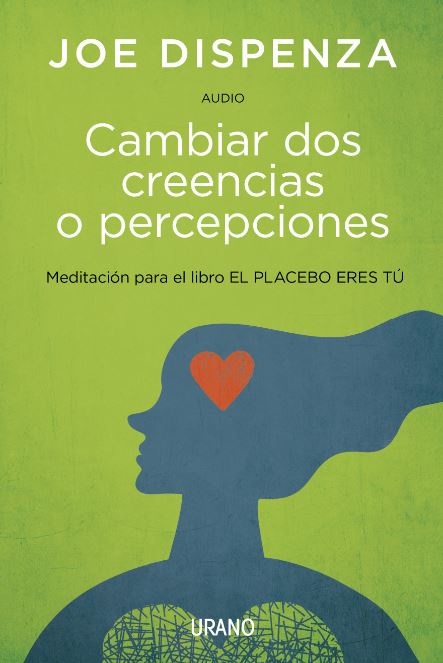 JOE DISPENZA
AUDIO
Cambiar dos
creencias
o percepciones
Meditación para el libro EL PLACEBO ERES TÚ
URANO